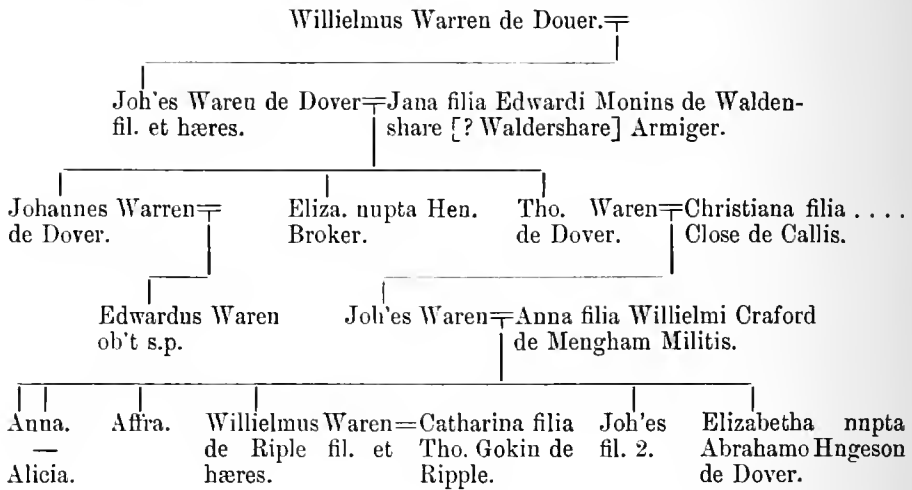 Willielmus Warren de Douer.
Joh'es Waren de Dover Jana filia Edwardi Monins de Walden-
fil. et hæres. share [? Waldershare] Armiger.
Johannes Warren Eliza. nupta Hen. Tho. Waren Christiana filia ....
de Dover. Broker. de Dover. Close de Callis.
Edwardus Waren Joh'es Waren Anna filia Willielmi Craford
ob't s.p. de Mengham Militis.
Anna. Affra. Willielmus Waren Catharina filia Joh'es Elizabetha nupta
— de Riple fil. et Tho. Gokin de fil. 2. Abrahamo Hugeson
Alicia. hæres. Ripple. de Dover.